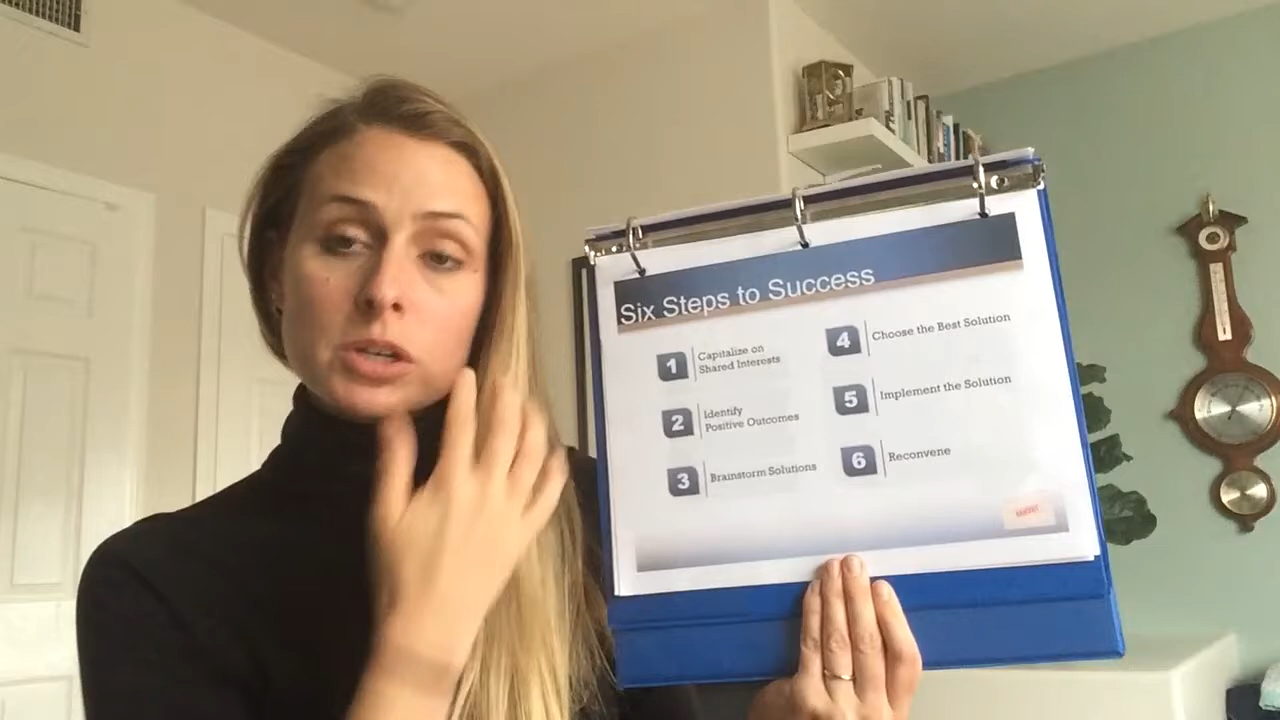 Six Steps to Success
1
Capitalize on
Shared Interests
2
Identify
Positive Outcomes
3
Brainstorm Solutions
4
Choose the Best Solution
5
Implement the Solution
6
Reconvene